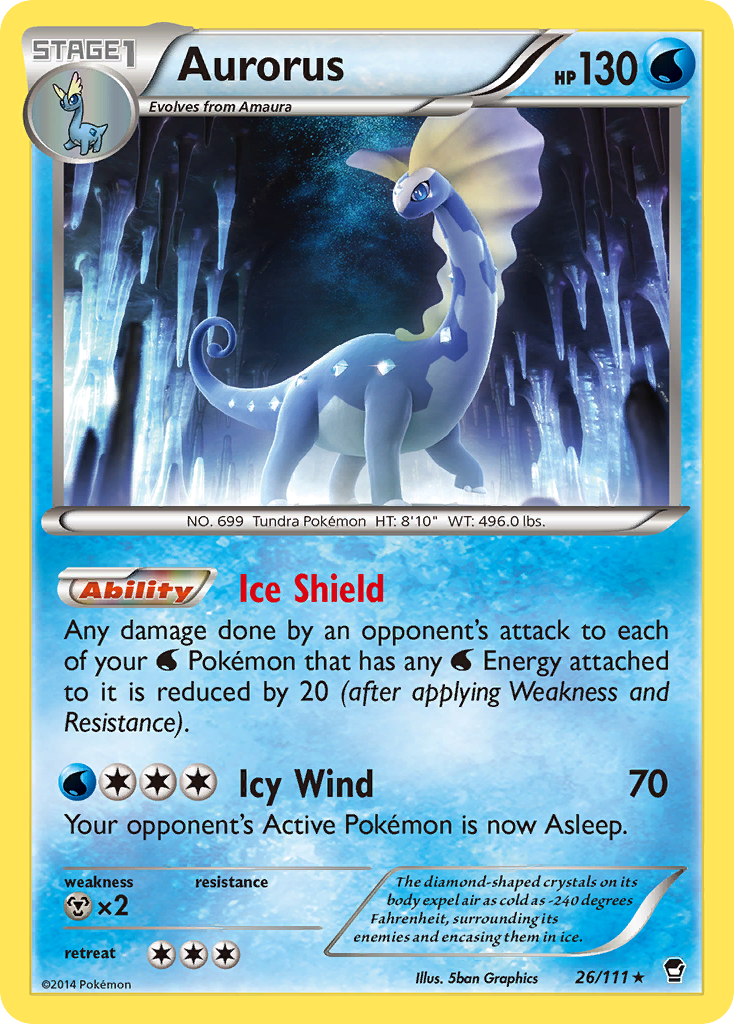 STAGE1
Aurorus
HP130
Evolves from Amaura
NO. 699 Tundra Pokémon HT: 8'10" WT: 496.0 lbs.
Ability Ice Shield
Any damage done by an opponent's attack to each
of your Pokémon that has any Energy attached
to it is reduced by 20 (after applying Weakness and
Resistance).
Icy Wind 70
Your opponent's Active Pokémon is now Asleep.
weakness resistance
×2
retreat
The diamond-shaped crystals on its
body expel air as cold as -240 degrees
Fahrenheit, surrounding its
enemies and encasing them in ice.
©2014 Pokémon
Illus. 5ban Graphics
26/111 ★